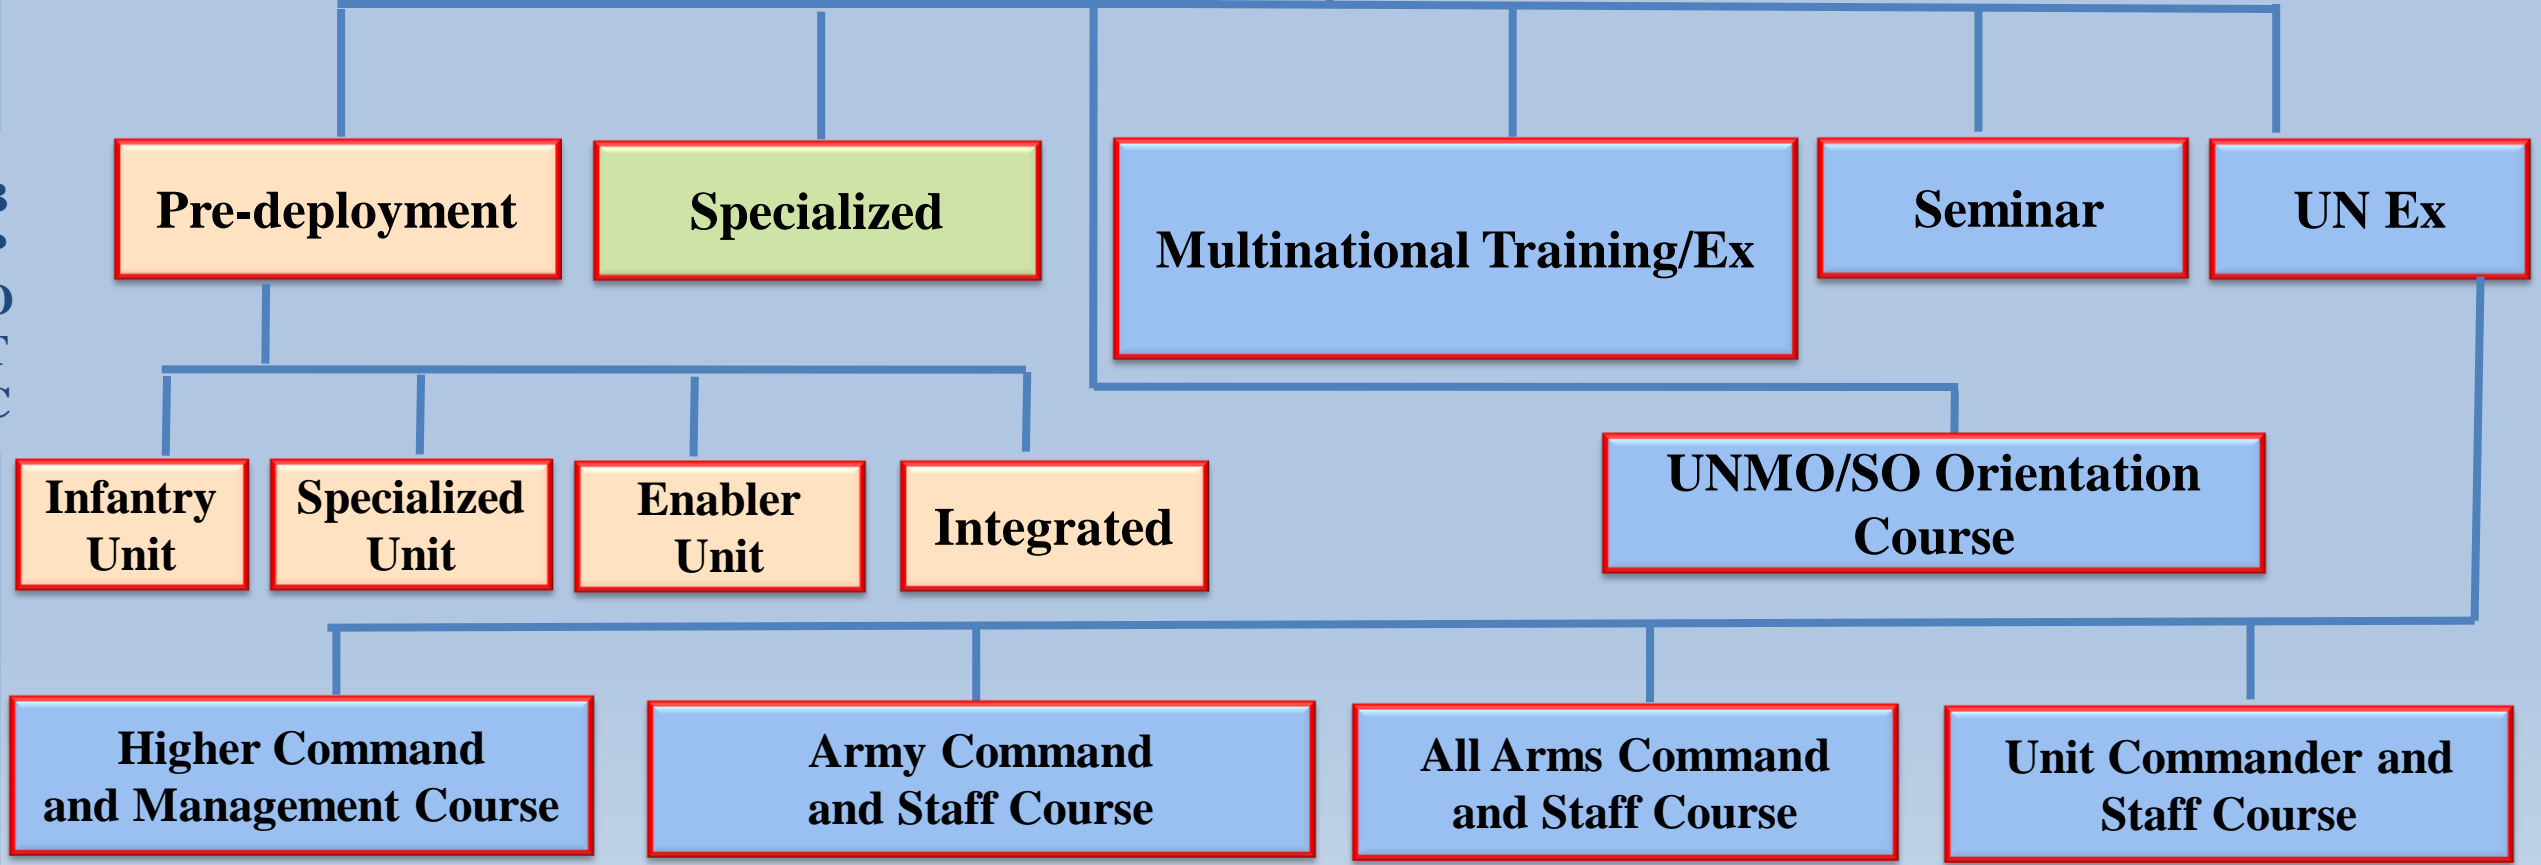 Pre-deployment
Specialized
Multinational Training/Ex
Seminar
UN Ex
Infantry
Unit
Specialized
Unit
Enabler
Unit
Integrated
UNMO/SO Orientation
Course
Higher Command
and Management Course
Army Command
and Staff Course
All Arms Command
and Staff Course
Unit Commander and
Staff Course